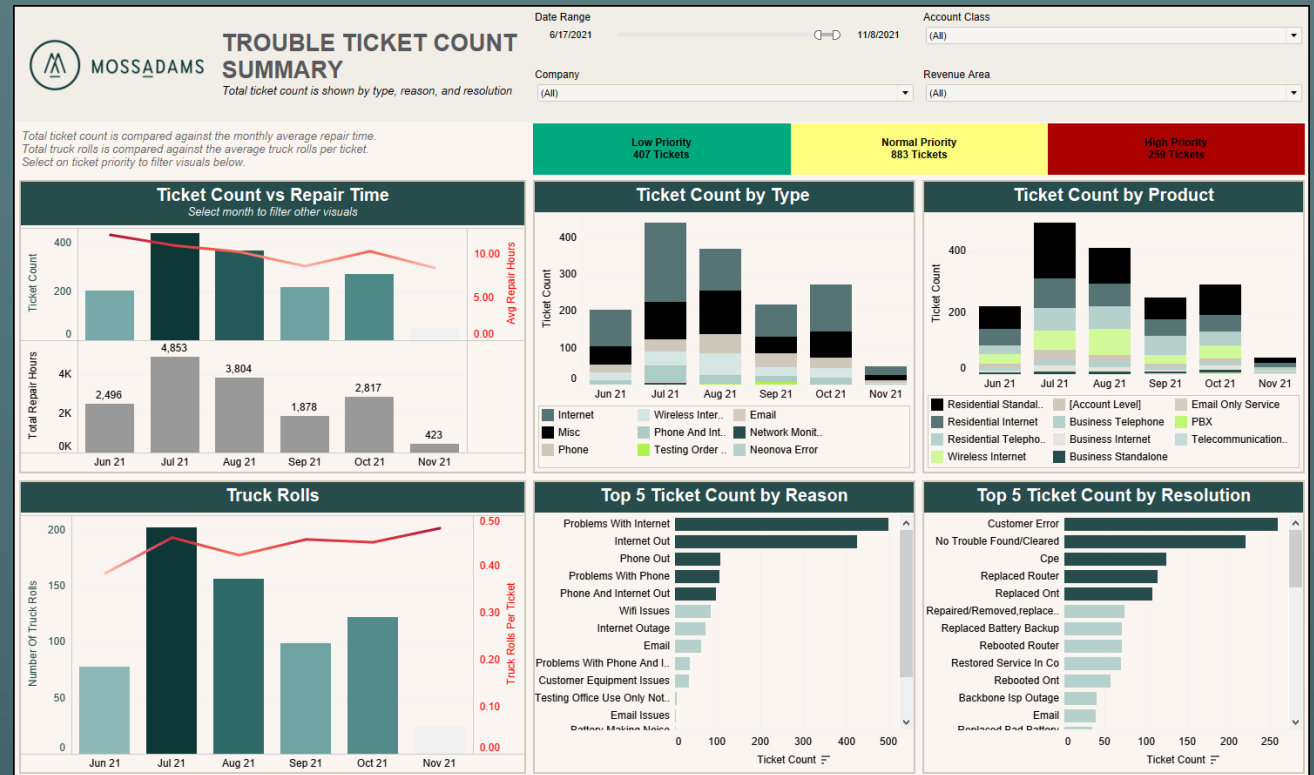 MOSSADAMS
TROUBLE TICKET COUNT
SUMMARY
Total ticket count is shown by type, reason, and resolution
Date Range
6/17/2021
11/8/2021
Account Class
(All)
Company
(All)
Revenue Area
(All)
Total ticket count is compared against the monthly average repair time.
Total truck rolls is compared against the average truck rolls per ticket.
Select on ticket priority to filter visuals below.
Low Priority
407 Tickets
Normal Priority
883 Tickets
High Priority
259 Tickets
Ticket Count vs Repair Time
Select month to filter other visuals
Ticket Count
400
200
0
10.00
5.00
0.00
Avg Repair Hours
Total Repair Hours
4K
2K
0K
2,496
4,853
3,804
1,878
2,817
423
Jun 21 Jul 21 Aug 21 Sep 21 Oct 21 Nov 21
Ticket Count by Type
Ticket Count
400
300
200
100
0
Jun 21 Jul 21 Aug 21 Sep 21 Oct 21 Nov 21
Internet Wireless Inter.. Email
Misc Phone And Int.. Network Monit..
Phone Testing Order .. Neonova Error
Ticket Count by Product
Ticket Count
400
200
0
Jun 21 Jul 21 Aug 21 Sep 21 Oct 21 Nov 21
Residential Standal.. [Account Level] Email Only Service
Residential Internet Business Telephone PBX
Residential Telepho.. Business Internet Telecommunication..
Wireless Internet Business Standalone
Truck Rolls
Number Of Truck Rolls
200
150
100
50
0
0.50
0.40
0.30
0.20
0.10
0.00
Truck Rolls Per Ticket
Jun 21 Jul 21 Aug 21 Sep 21 Oct 21 Nov 21
Top 5 Ticket Count by Reason
Problems With Internet
Internet Out
Phone Out
Problems With Phone
Phone And Internet Out
Wifi Issues
Internet Outage
Email
Problems With Phone And I..
Customer Equipment Issues
Testing Office Use Only Not..
Email Issues
Battery Making Noise
0 100 200 300 400 500
Ticket Count
Top 5 Ticket Count by Resolution
Customer Error
No Trouble Found/Cleared
Cpe
Replaced Router
Replaced Ont
Repaired/Removed,replace..
Replaced Battery Backup
Rebooted Router
Restored Service In Co
Rebooted Ont
Backbone Isp Outage
Email
Replaced Bad Battery
0 50 100 150 200 250
Ticket Count